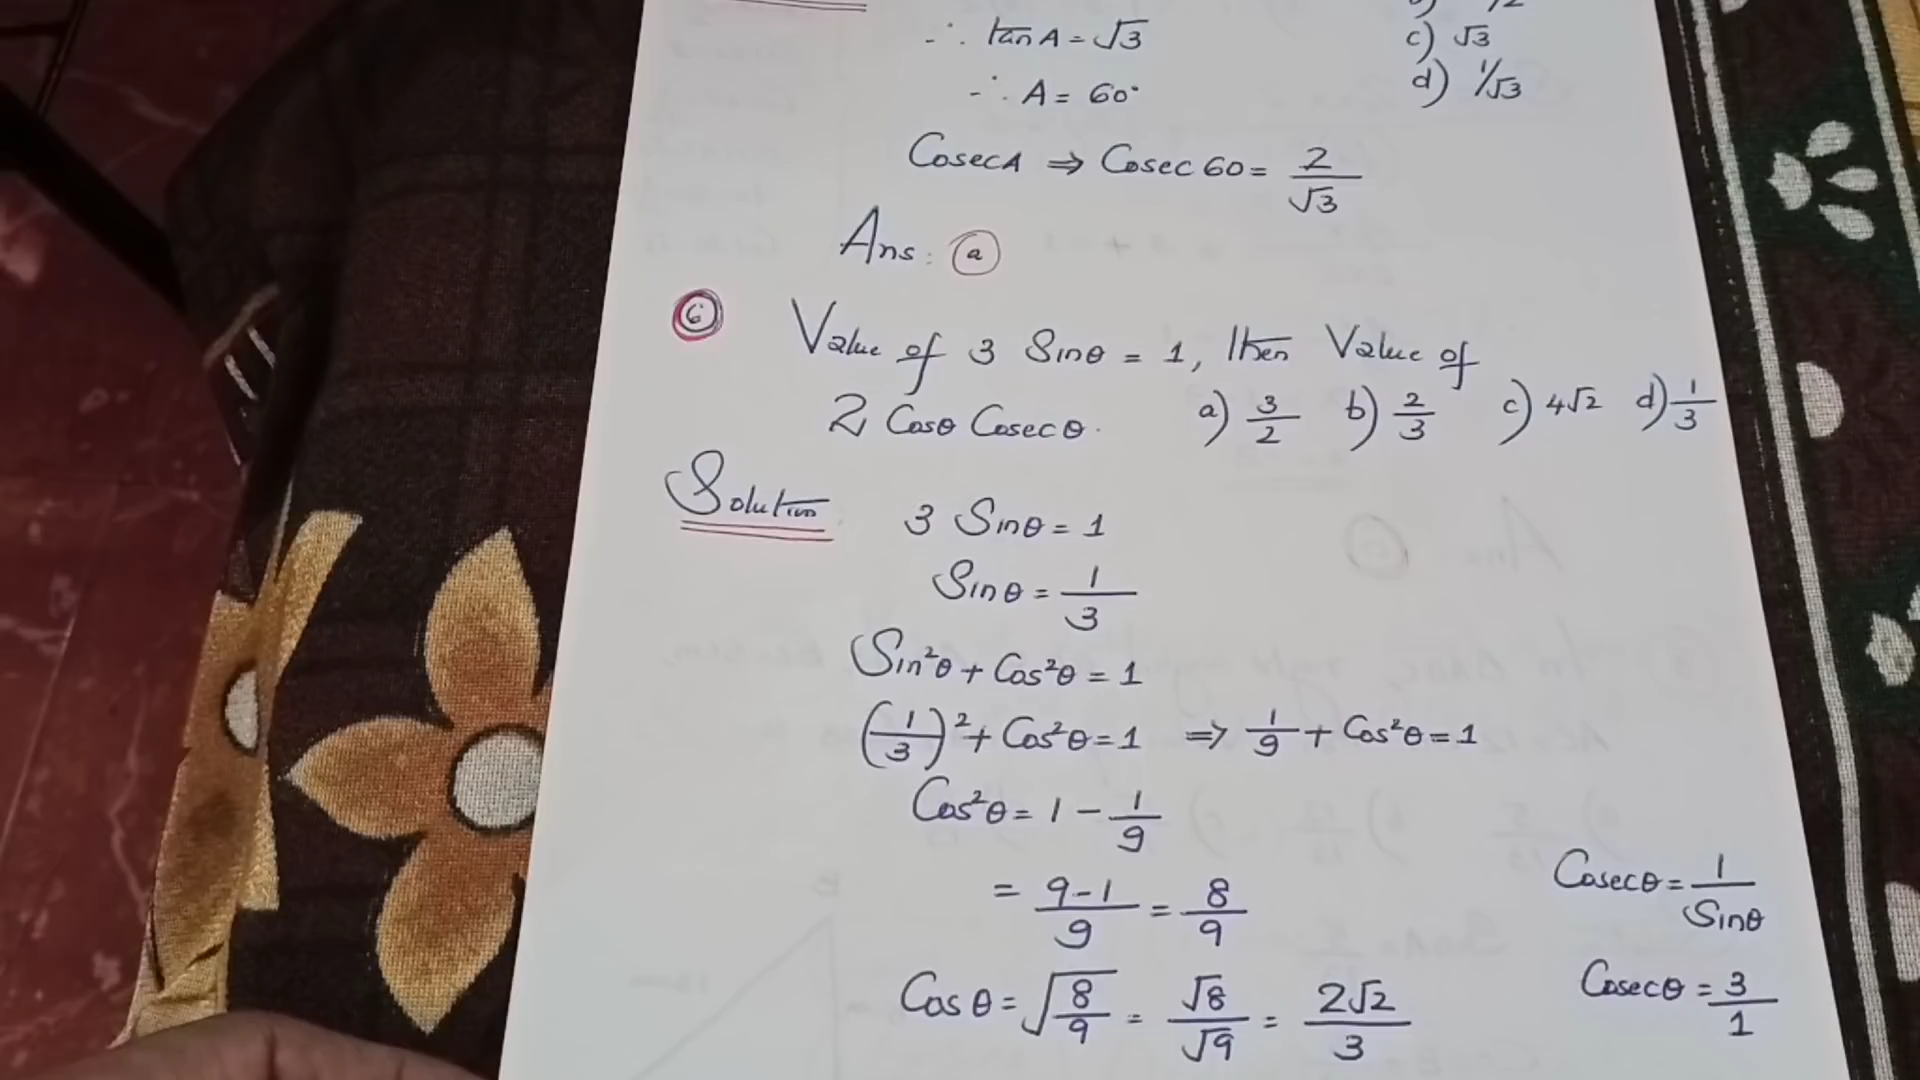 ∴ tan A = √3
c) √3
∴ A = 60°
d) 1/√3
Cosec A ⇒ Cosec 60 = 2/√3
Ans: (a)
(6) Value of 3 Sinθ = 1, then Value of
2 Cosθ Cosecθ. a) 3/2 b) 2/3 c) 4√2 d) 1/3
Solution 3 Sinθ = 1
Sinθ = 1/3
Sin²θ + Cos²θ = 1
(1/3)² + Cos²θ = 1 ⇒ 1/9 + Cos²θ = 1
Cos²θ = 1 - 1/9
= 9-1/9 = 8/9
Cosecθ = 1/Sinθ
Cosθ = √8/9 = √8/√9 = 2√2/3
Cosecθ = 3/1